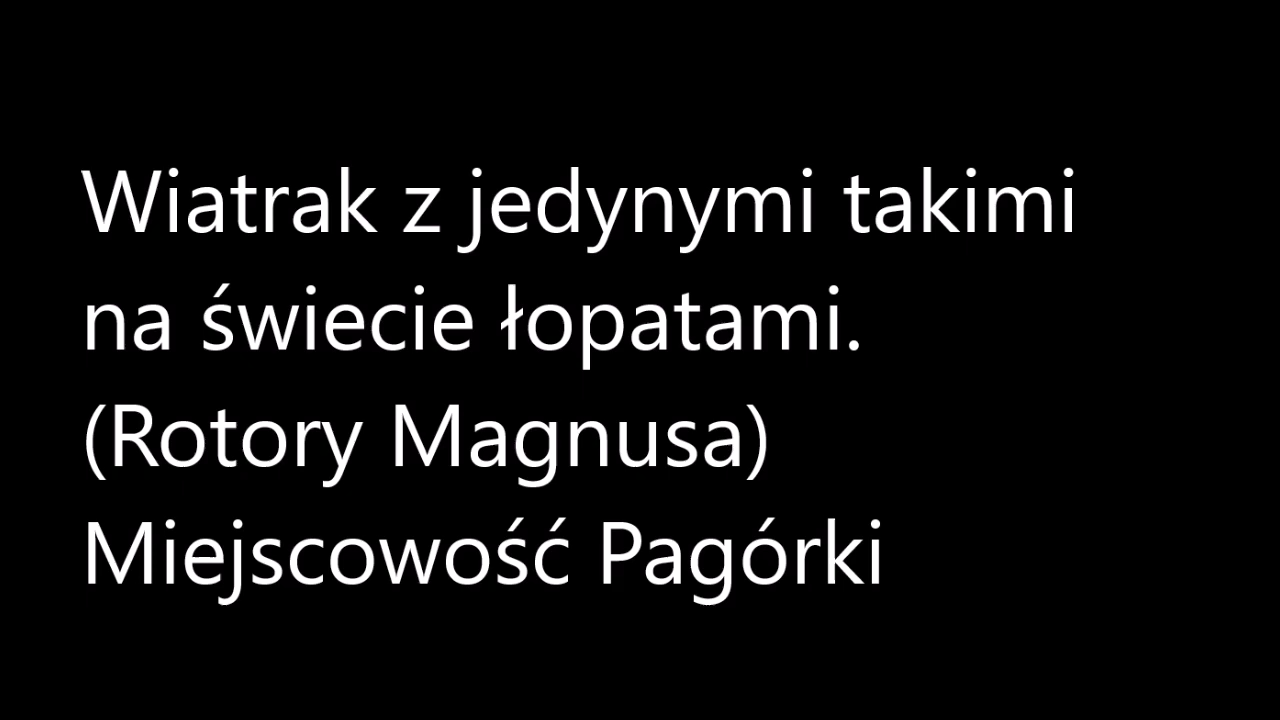 Wiatrak z jedynymi takimi
na świecie łopatami.
(Rotory Magnusa)
Miejscowość Pagórki